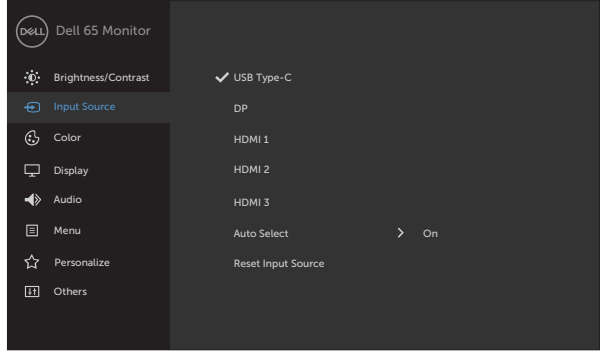 DELL Dell 65 Monitor
Brightness/Contrast
USB Type-C
Input Source
DP
Color
HDMI 1
Display
HDMI 2
Audio
HDMI 3
Menu
Auto Select > On
Personalize
Reset Input Source
Others